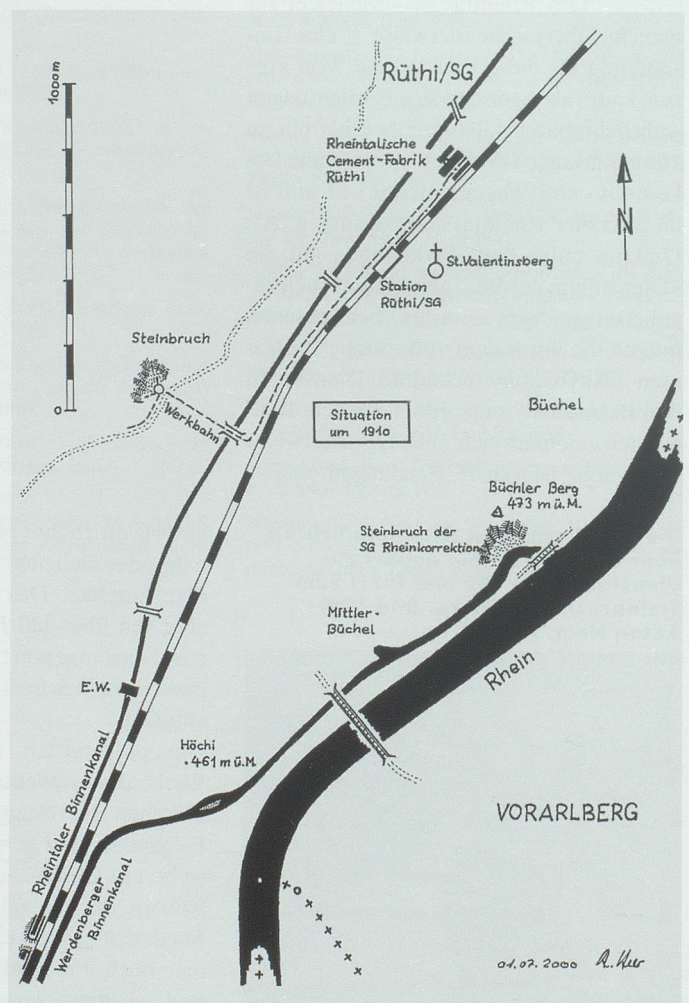 Rüthi/SG
1000m
0
Rheintalische
Cement-Fabrik
Rüthi
N
St.Valentinsberg
Station
Rüthi/SG
Steinbruch
Werkbahn
Situation
um 1910
Büchel
Büchler Berg
473 m ü.M.
Steinbruch der
SG Rheinkorrektion
Mittler-
Büchel
Rhein
E.W.
Höchi
· 461 m ü.M.
Rheintaler Binnenkanal
Werdenberger
Binnenkanal
VORARLBERG
01.07.2000